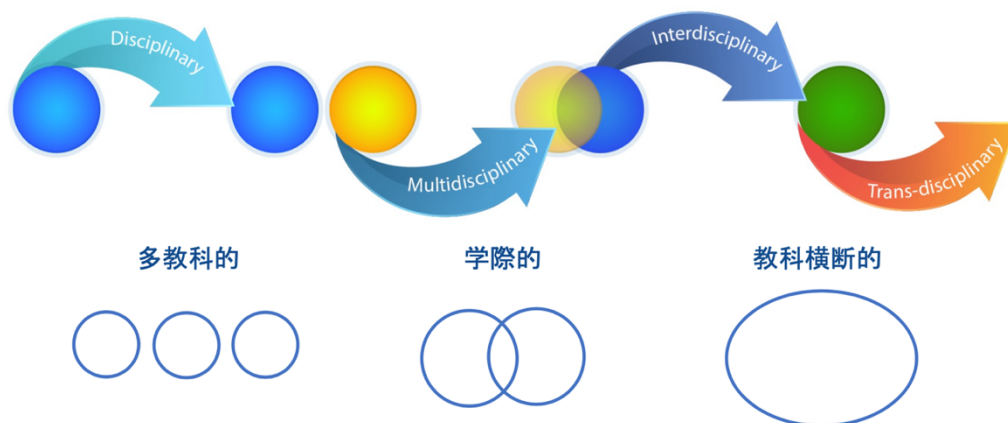 Disciplinary
Multidisciplinary
Interdisciplinary
Trans-disciplinary
多教科的
学際的
教科横断的